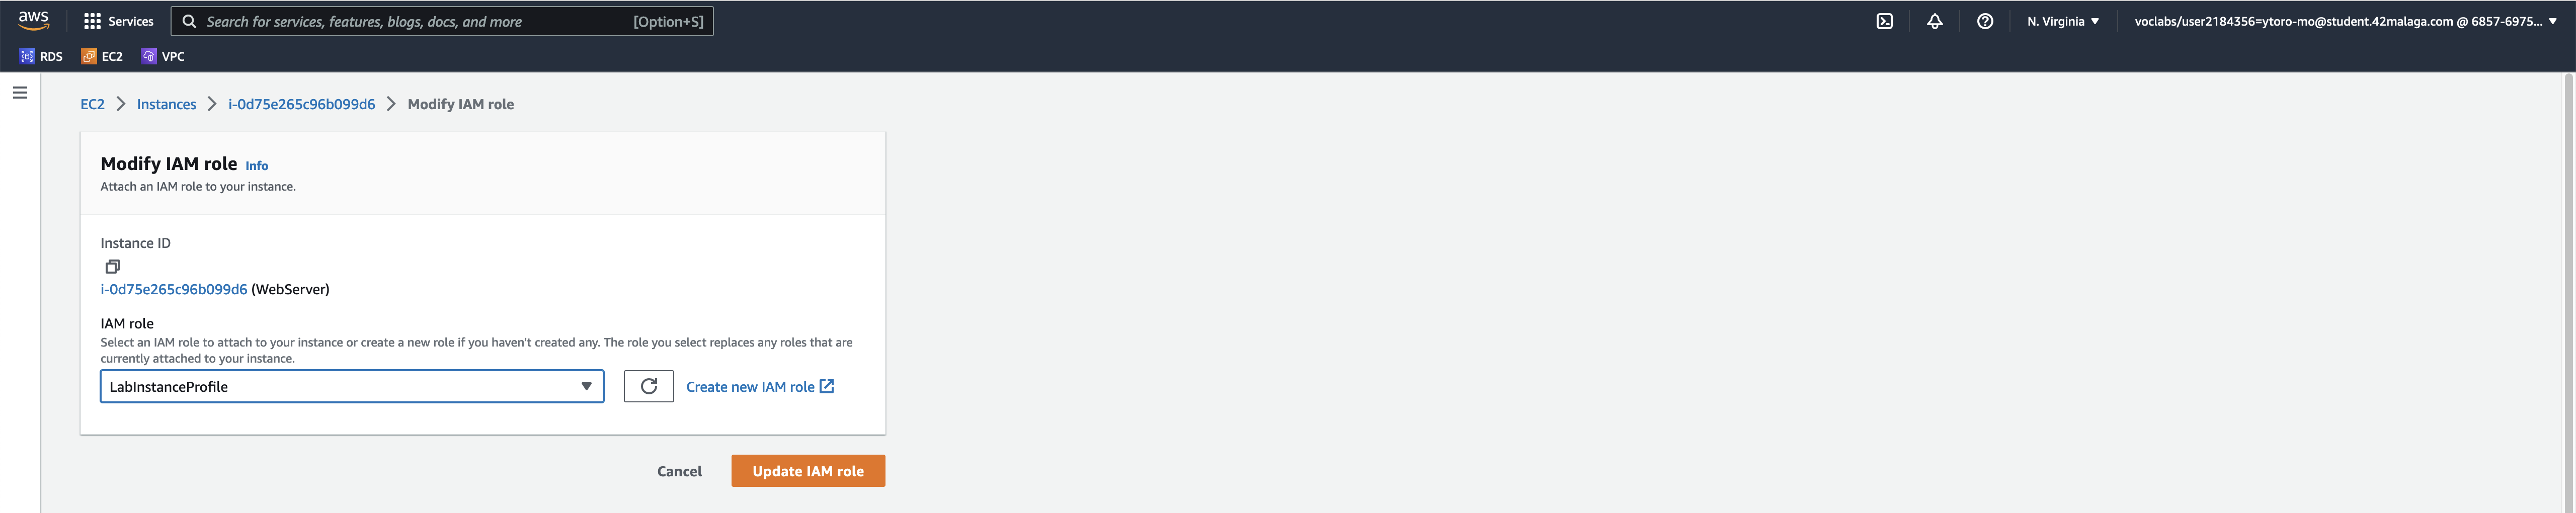 aws
Services
Search for services, features, blogs, docs, and more
[Option+S]
N. Virginia
voclabs/user2184356=ytoro-mo@student.42malaga.com @ 6857-6975...
RDS
EC2
VPC
EC2 > Instances > i-0d75e265c96b099d6 > Modify IAM role
Modify IAM role Info
Attach an IAM role to your instance.
Instance ID
i-0d75e265c96b099d6 (WebServer)
IAM role
Select an IAM role to attach to your instance or create a new role if you haven't created any. The role you select replaces any roles that are
currently attached to your instance.
LabInstanceProfile
Create new IAM role
Cancel
Update IAM role